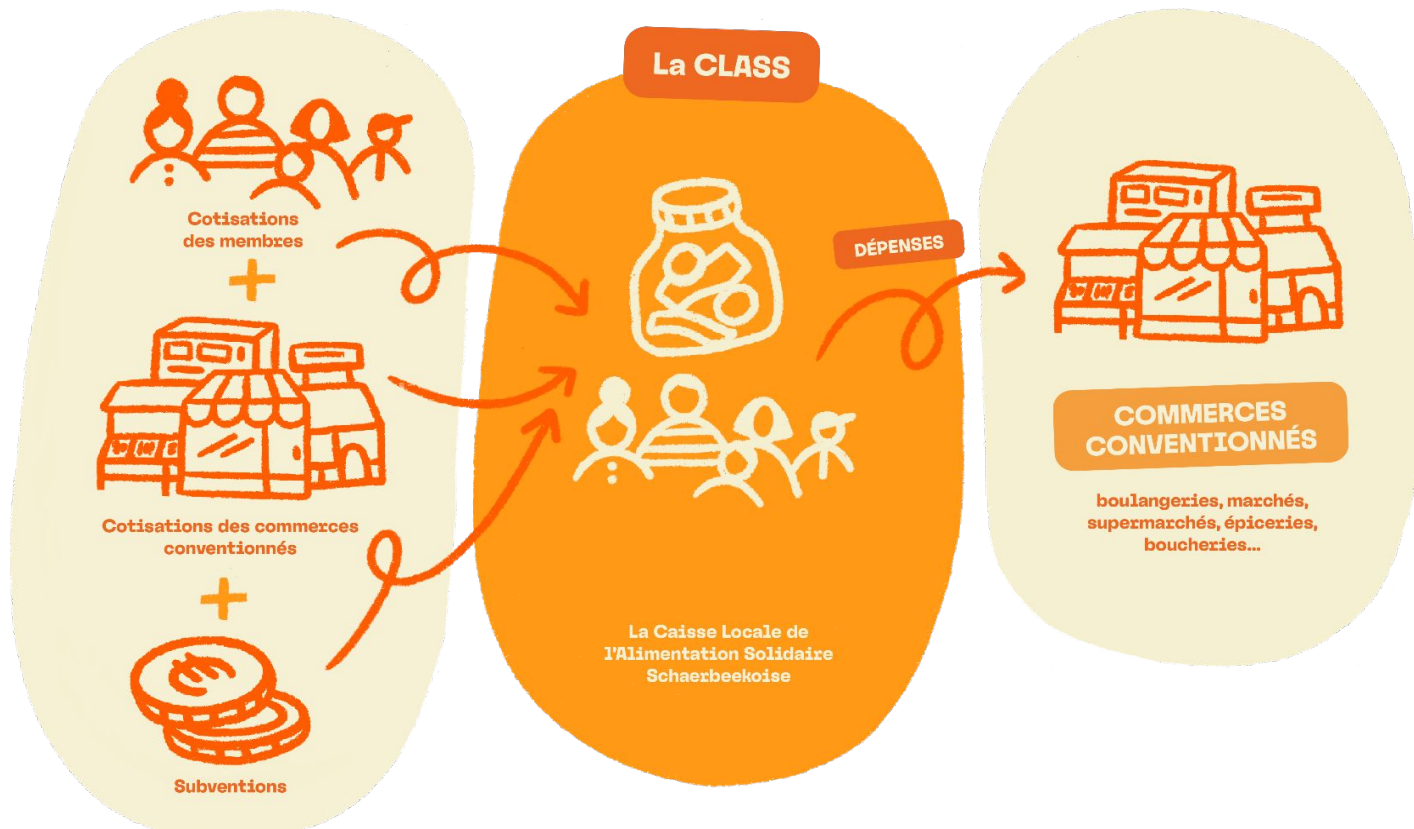 La CLASS
Cotisations
des membres
Cotisations des commerces
conventionnés
Subventions
La Caisse Locale de
l'Alimentation Solidaire
Schaerbeekoise
DÉPENSES
COMMERCES
CONVENTIONNÉS
boulangeries, marchés,
supermarchés, épiceries,
boucheries...